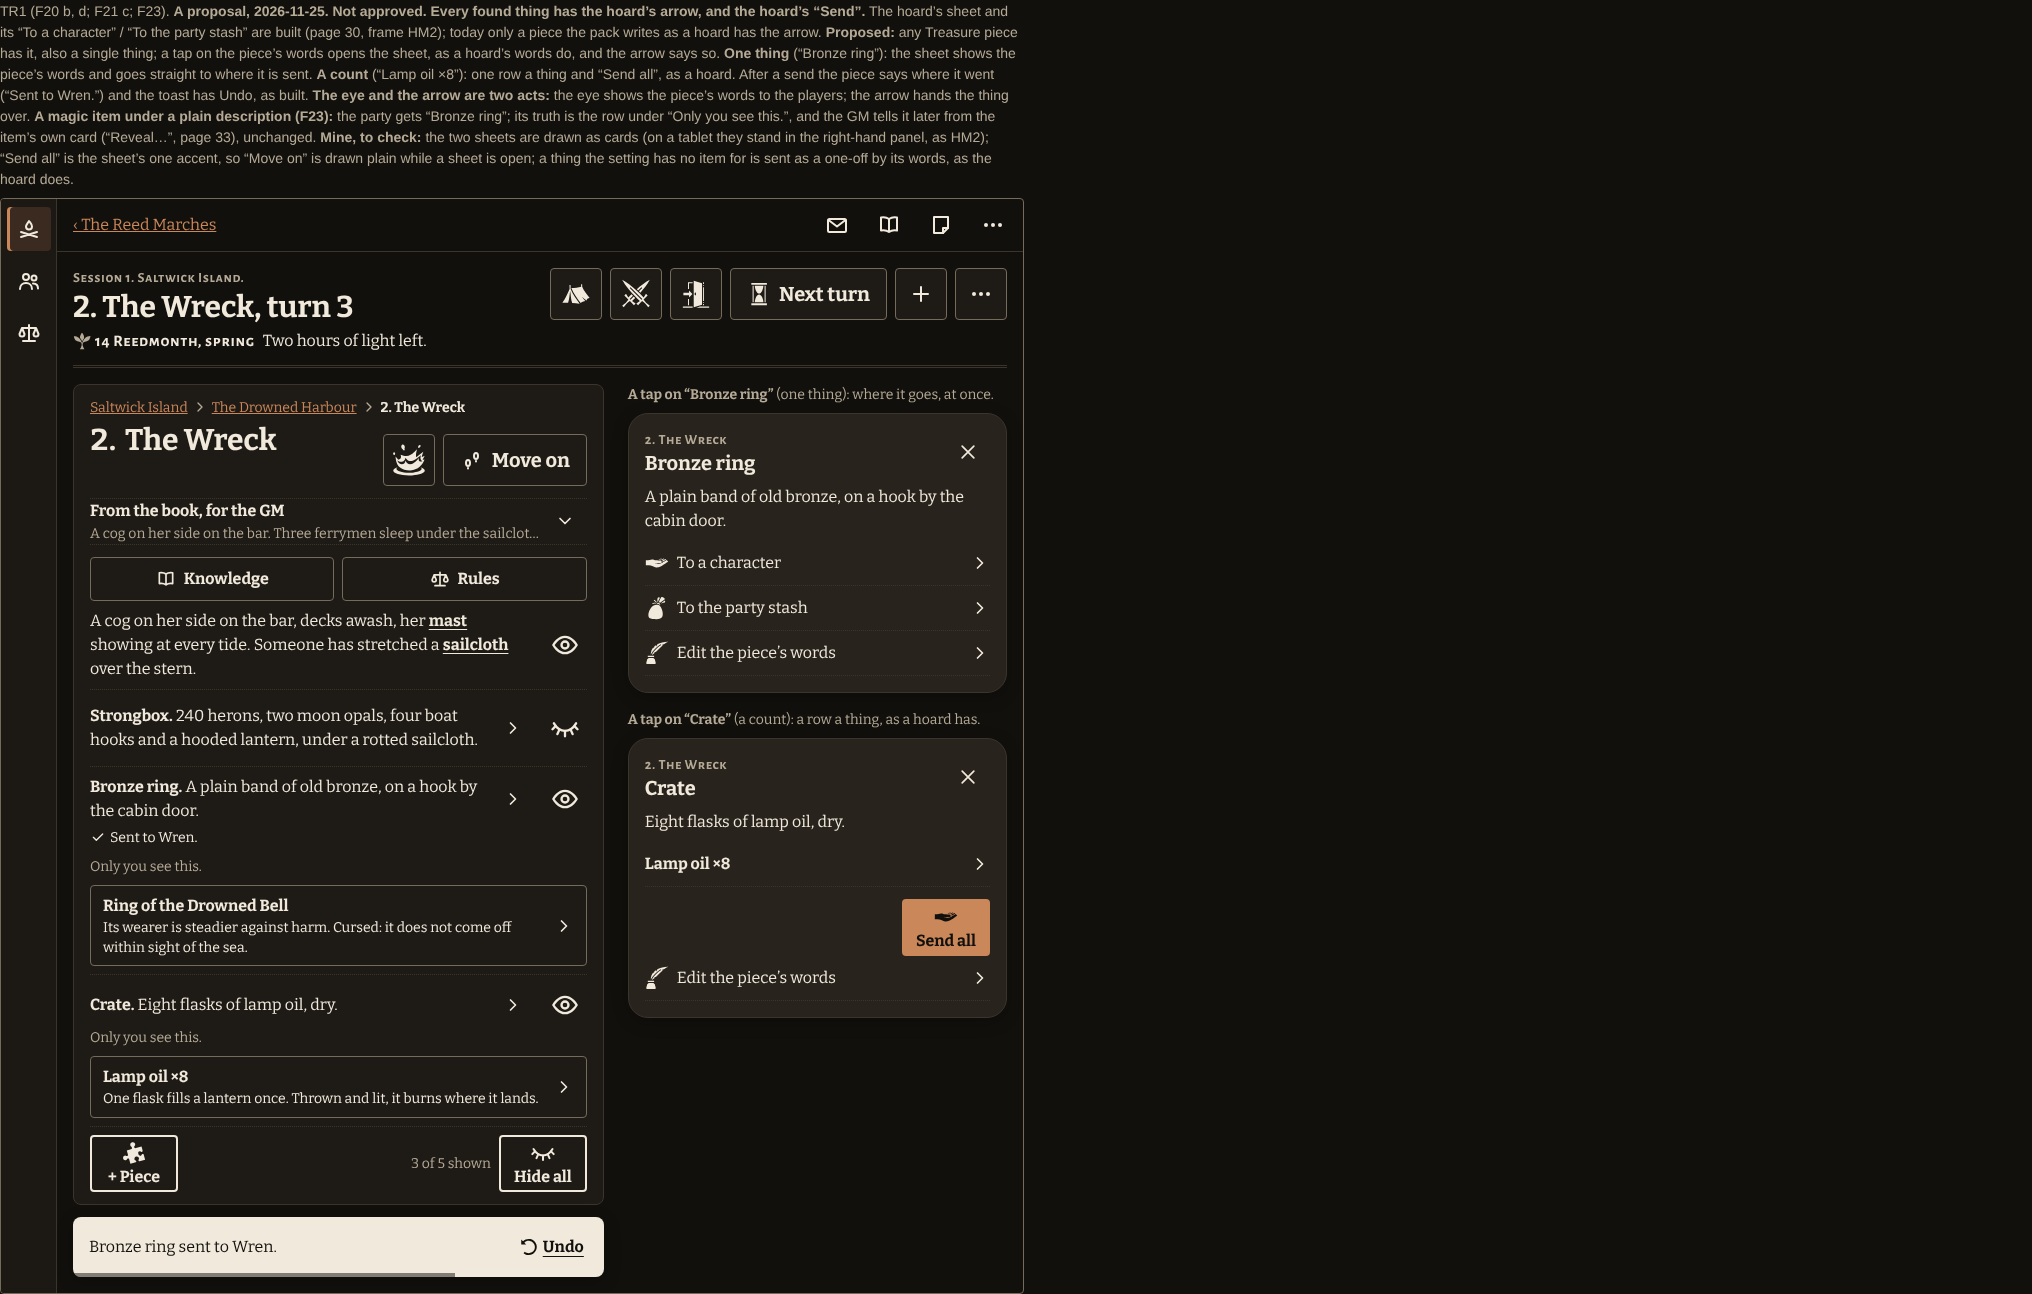 TR1 (F20 b, d; F21 c; F23). A proposal, 2026-11-25. Not approved. Every found thing has the hoard’s arrow, and the hoard’s “Send”. The hoard’s sheet and
its “To a character” / “To the party stash” are built (page 30, frame HM2); today only a piece the pack writes as a hoard has the arrow. Proposed: any Treasure piece
has it, also a single thing; a tap on the piece’s words opens the sheet, as a hoard’s words do, and the arrow says so. One thing (“Bronze ring”): the sheet shows the
piece’s words and goes straight to where it is sent. A count (“Lamp oil ×8”): one row a thing and “Send all”, as a hoard. After a send the piece says where it went
(“Sent to Wren.”) and the toast has Undo, as built. The eye and the arrow are two acts: the eye shows the piece’s words to the players; the arrow hands the thing
over. A magic item under a plain description (F23): the party gets “Bronze ring”; its truth is the row under “Only you see this.”, and the GM tells it later from the
item’s own card (“Reveal…”, page 33), unchanged. Mine, to check: the two sheets are drawn as cards (on a tablet they stand in the right-hand panel, as HM2);
“Send all” is the sheet’s one accent, so “Move on” is drawn plain while a sheet is open; a thing the setting has no item for is sent as a one-off by its words, as the
hoard does.
‹ The Reed Marches
Session 1. Saltwick Island.
2. The Wreck, turn 3
14 Reedmonth, spring Two hours of light left.
Next turn
Saltwick Island > The Drowned Harbour > 2. The Wreck
2. The Wreck
Move on
From the book, for the GM
A cog on her side on the bar. Three ferrymen sleep under the sailclot...
Knowledge
Rules
A cog on her side on the bar, decks awash, her mast
showing at every tide. Someone has stretched a sailcloth
over the stern.
Strongbox. 240 herons, two moon opals, four boat
hooks and a hooded lantern, under a rotted sailcloth.
Bronze ring. A plain band of old bronze, on a hook by
the cabin door.
Sent to Wren.
Only you see this.
Ring of the Drowned Bell
Its wearer is steadier against harm. Cursed: it does not come off
within sight of the sea.
Crate. Eight flasks of lamp oil, dry.
Only you see this.
Lamp oil ×8
One flask fills a lantern once. Thrown and lit, it burns where it lands.
+ Piece
3 of 5 shown
Hide all
Bronze ring sent to Wren.
Undo
A tap on “Bronze ring” (one thing): where it goes, at once.
2. The Wreck
Bronze ring
A plain band of old bronze, on a hook by the
cabin door.
To a character
To the party stash
Edit the piece’s words
A tap on “Crate” (a count): a row a thing, as a hoard has.
2. The Wreck
Crate
Eight flasks of lamp oil, dry.
Lamp oil ×8
Send all
Edit the piece’s words